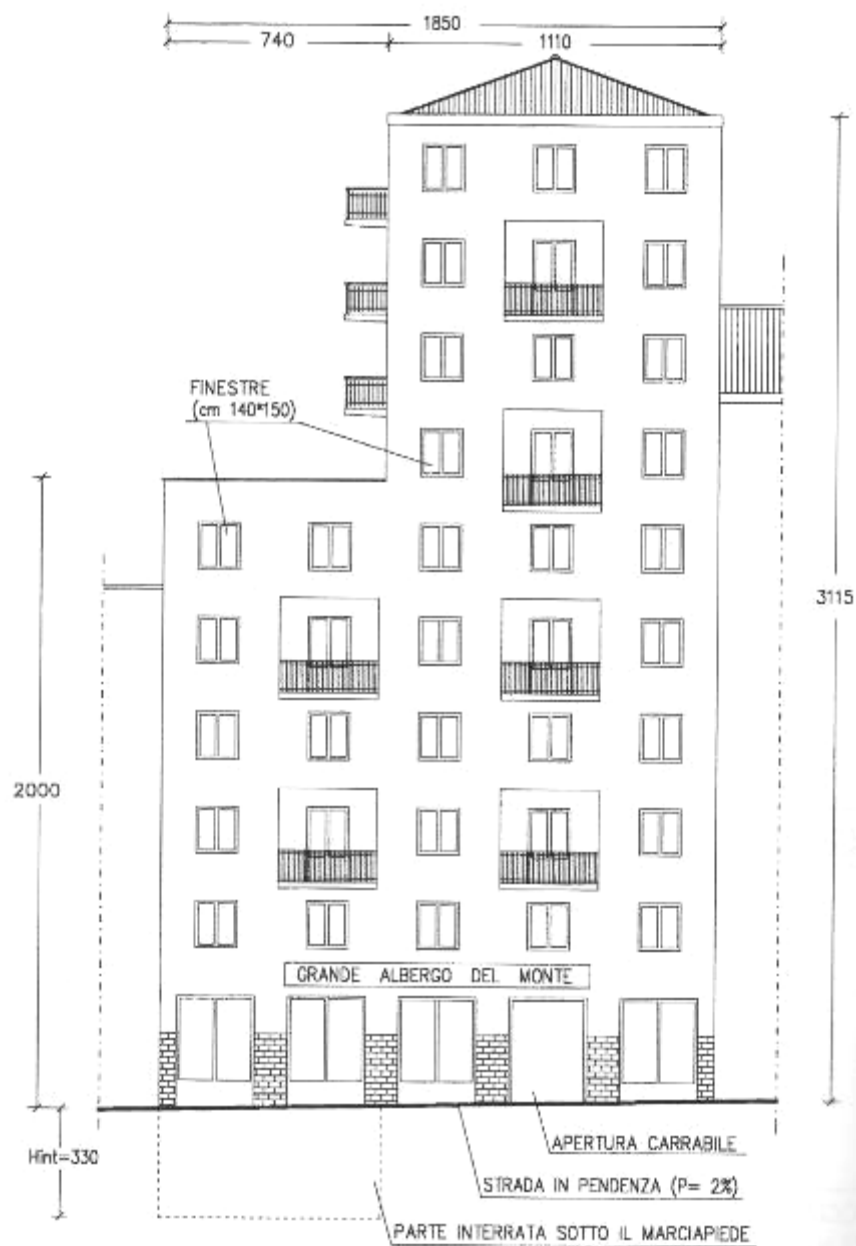 1850
740
1110
FINESTRE
(cm 140*150)
3115
2000
GRANDE ALBERGO DEL MONTE
Hint=330
APERTURA CARRABILE
STRADA IN PENDENZA (P= 2%)
PARTE INTERRATA SOTTO IL MARCIAPIEDE